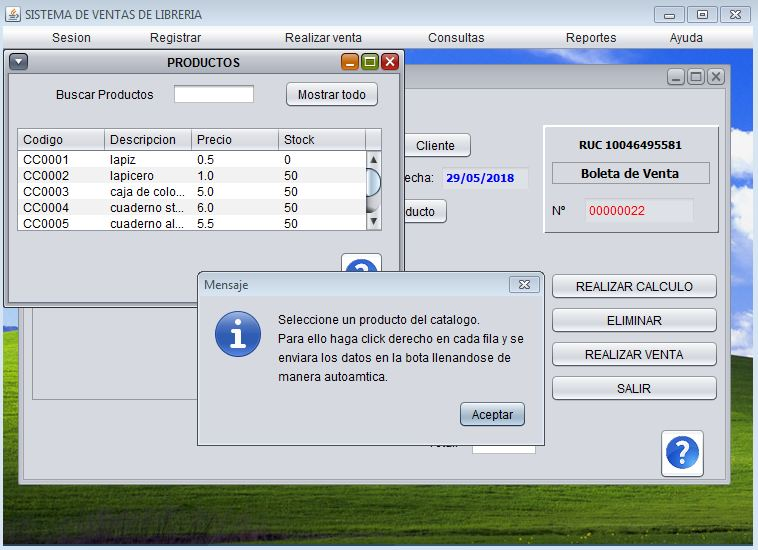 SISTEMA DE VENTAS DE LIBRERIA
Sesion Registrar Realizar venta Consultas Reportes Ayuda
PRODUCTOS
Buscar Productos Mostrar todo
Codigo Descripcion Precio Stock
CC0001 lapiz 0.5 0
CC0002 lapicero 1.0 50
CC0003 caja de colo... 5.0 50
CC0004 cuaderno st... 6.0 50
CC0005 cuaderno al... 5.5 50
Cliente
echa: 29/05/2018
ducto
RUC 10046495581
Boleta de Venta
Nº 00000022
Mensaje
Seleccione un producto del catalogo.
Para ello haga click derecho en cada fila y se
enviara los datos en la bota llenandose de
manera autoamtica.
Aceptar
REALIZAR CALCULO
ELIMINAR
REALIZAR VENTA
SALIR